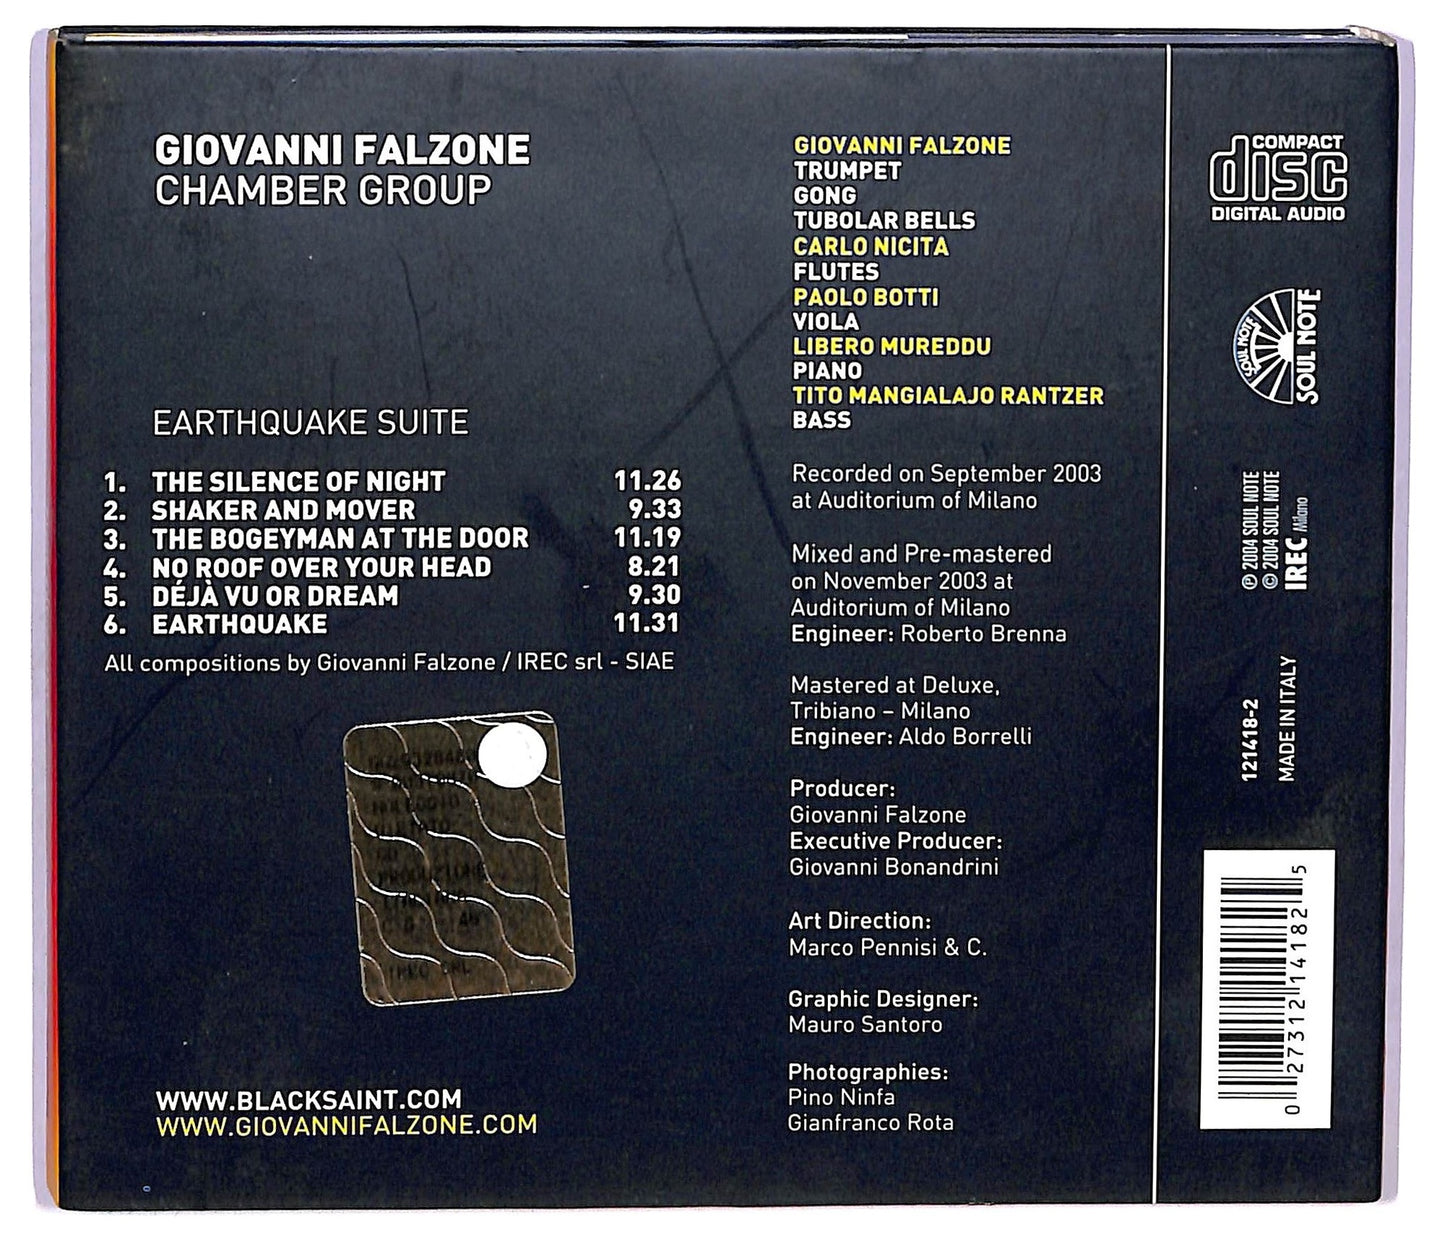 GIOVANNI FALZONE
CHAMBER GROUP
EARTHQUAKE SUITE
1. THE SILENCE OF NIGHT 11.26
2. SHAKER AND MOVER 9.33
3. THE BOGEYMAN AT THE DOOR 11.19
4. NO ROOF OVER YOUR HEAD 8.21
5. DÉJÀ VU OR DREAM 9.30
6. EARTHQUAKE 11.31
All compositions by Giovanni Falzone / IREC srl - SIAE
PRODUZIONE
IREC SRL
WWW.BLACKSAINT.COM
WWW.GIOVANNIFALZONE.COM
GIOVANNI FALZONE
TRUMPET
GONG
TUBOLAR BELLS
CARLO NICITA
FLUTES
PAOLO BOTTI
VIOLA
LIBERO MUREDDU
PIANO
TITO MANGIALAJO RANTZER
BASS
Recorded on September 2003
at Auditorium of Milano
Mixed and Pre-mastered
on November 2003 at
Auditorium of Milano
Engineer: Roberto Brenna
Mastered at Deluxe,
Tribiano – Milano
Engineer: Aldo Borrelli
Producer:
Giovanni Falzone
Executive Producer:
Giovanni Bonandrini
Art Direction:
Marco Pennisi & C.
Graphic Designer:
Mauro Santoro
Photographies:
Pino Ninfa
Gianfranco Rota
COMPACT
disc
DIGITAL AUDIO
SOUL NOTE
SOUL NOTE
℗ 2004 SOUL NOTE
© 2004 SOUL NOTE
IREC Milano
121418-2
MADE IN ITALY
0 27312 14182 5